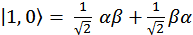 |1,0⟩ = 1/√2 αβ + 1/√2 βα